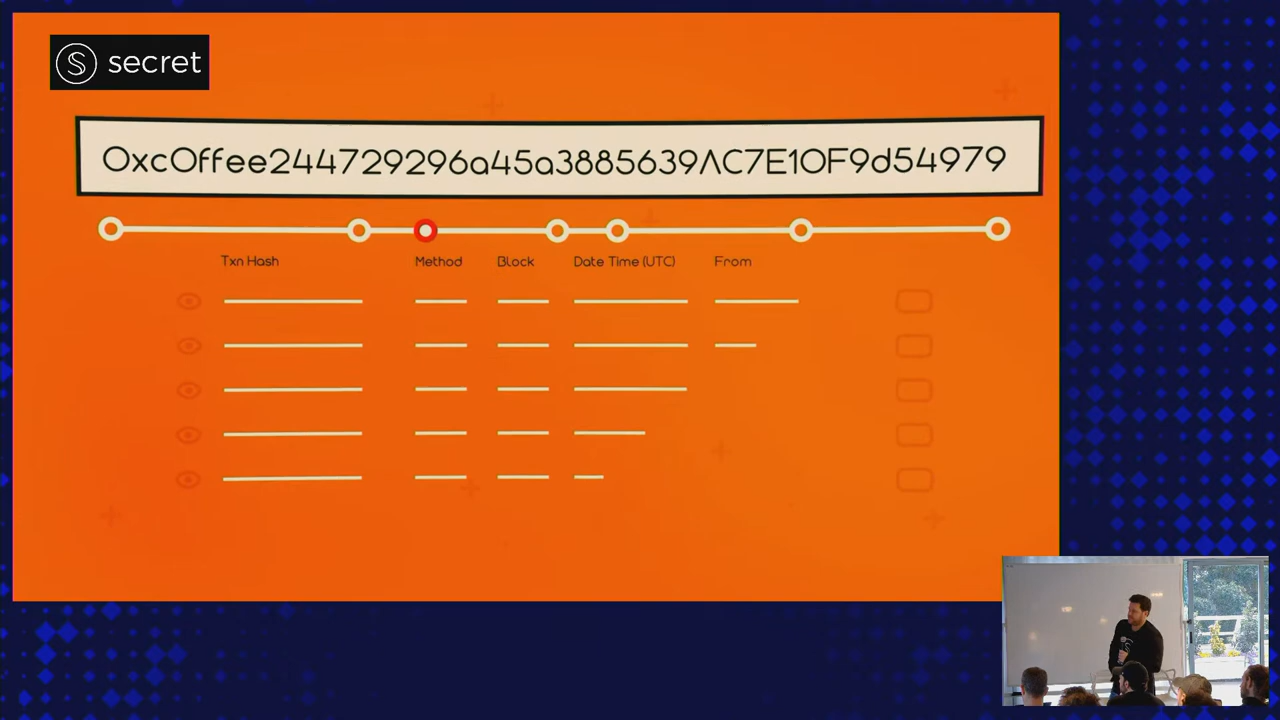 secret
0xc0ffee244729296a45a3885639AC7E10F9d54979
Txn Hash Method Block Date Time (UTC) From